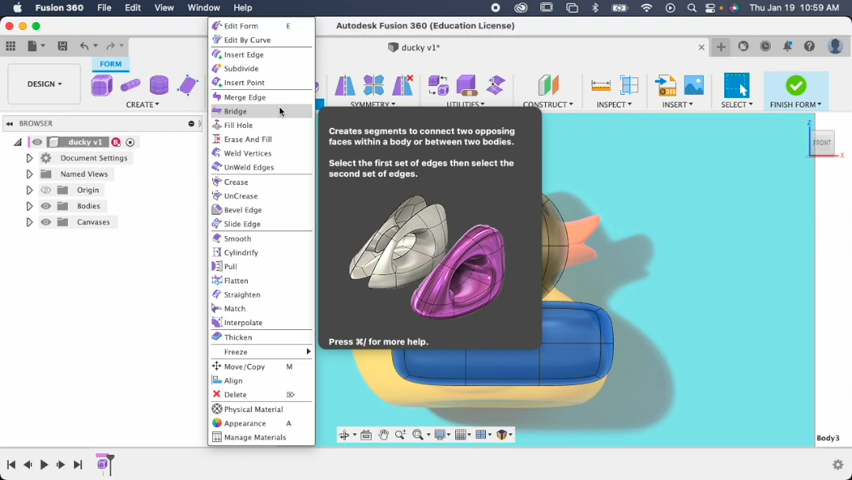 Fusion 360 File Edit View Window Help Thu Jan 19 10:59 AM
Autodesk Fusion 360 (Education License)
ducky v1*
DESIGN
FORM
CREATE
SYMMETRY
UTILITIES
CONSTRUCT
INSPECT
INSERT
SELECT
FINISH FORM
BROWSER
ducky v1
Document Settings
Named Views
Origin
Bodies
Canvases
Edit Form E
Edit By Curve
Insert Edge
Subdivide
Insert Point
Merge Edge
Bridge
Fill Hole
Erase And Fill
Weld Vertices
UnWeld Edges
Crease
UnCrease
Bevel Edge
Slide Edge
Smooth
Cylindrify
Pull
Flatten
Straighten
Match
Interpolate
Thicken
Freeze
Move/Copy M
Align
Delete
Physical Material
Appearance A
Manage Materials
Creates segments to connect two opposing
faces within a body or between two bodies.
Select the first set of edges then select the
second set of edges.
Press ⌘/ for more help.
Z
FRONT
X
Body3